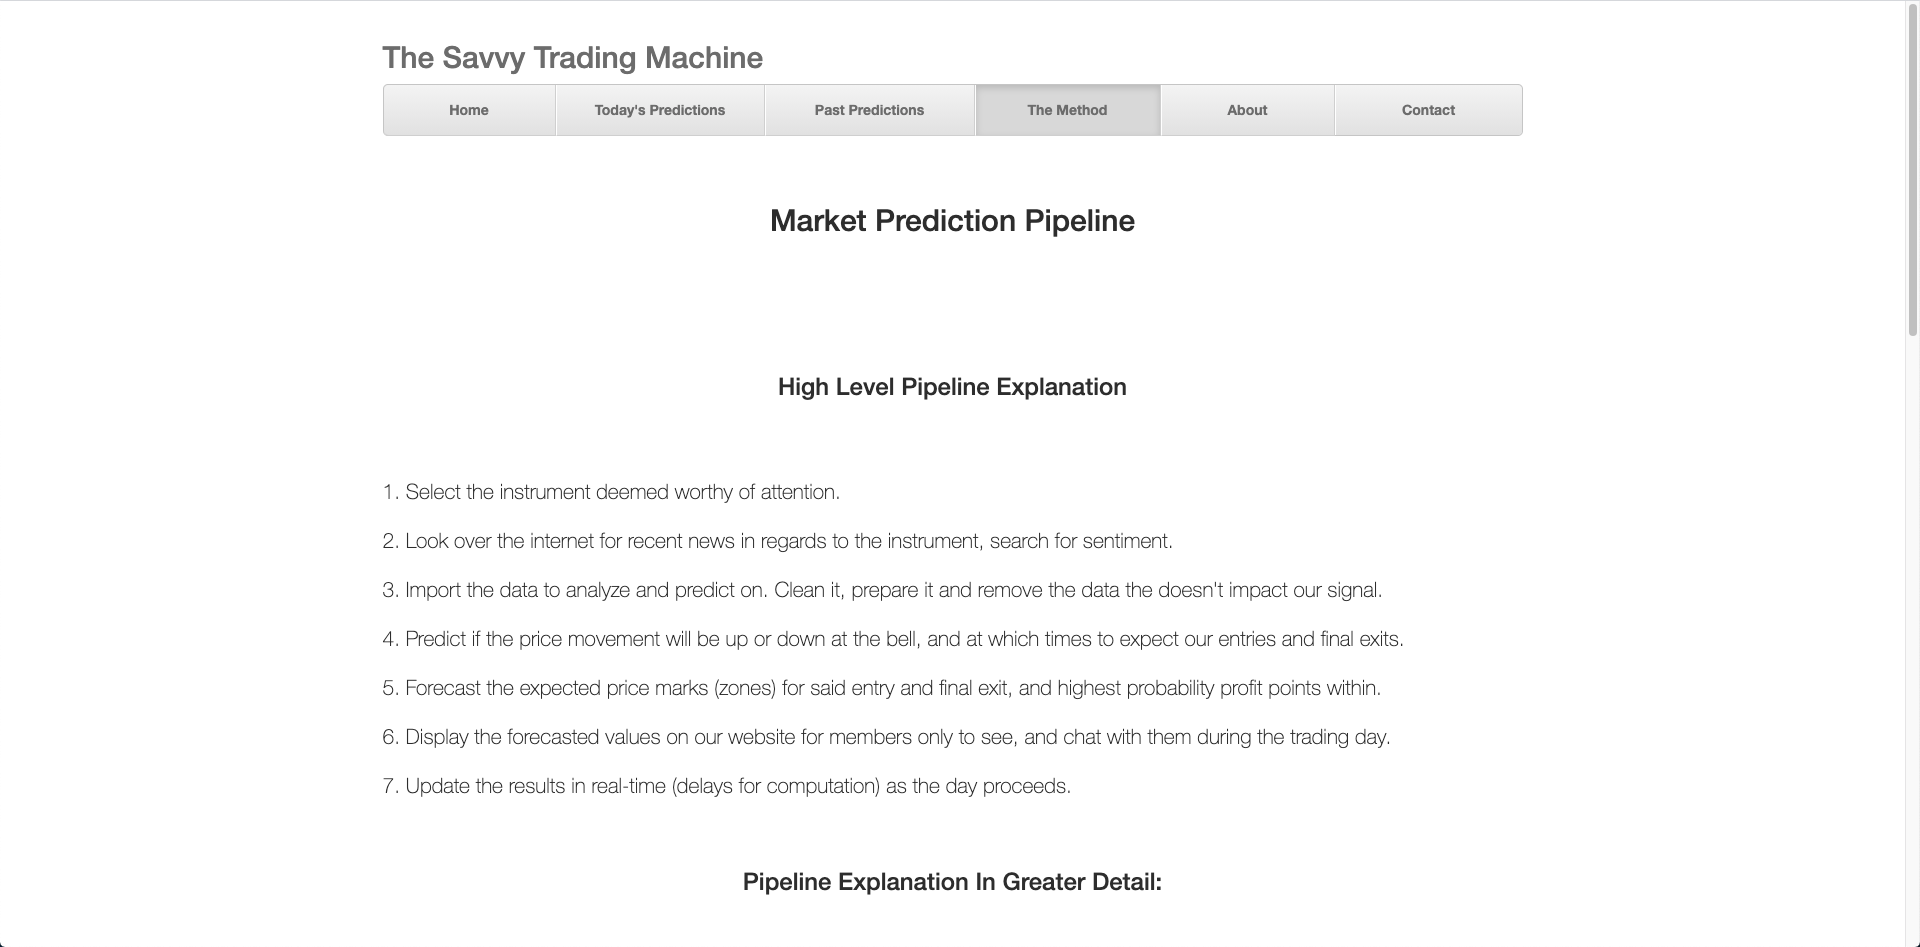 The Savvy Trading Machine
Home
Today's Predictions
Past Predictions
The Method
About
Contact
Market Prediction Pipeline
High Level Pipeline Explanation
1. Select the instrument deemed worthy of attention.
2. Look over the internet for recent news in regards to the instrument, search for sentiment.
3. Import the data to analyze and predict on. Clean it, prepare it and remove the data the doesn't impact our signal.
4. Predict if the price movement will be up or down at the bell, and at which times to expect our entries and final exits.
5. Forecast the expected price marks (zones) for said entry and final exit, and highest probability profit points within.
6. Display the forecasted values on our website for members only to see, and chat with them during the trading day.
7. Update the results in real-time (delays for computation) as the day proceeds.
Pipeline Explanation In Greater Detail: